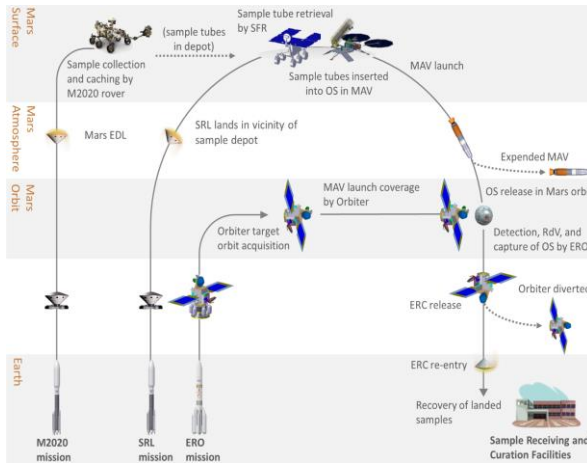 Mars
Surface
Sample collection
and caching by
M2020 rover
(sample tubes
in depot)
Sample tube retrieval
by SFR
Sample tubes inserted
into OS in MAV
MAV launch
Mars
Atmosphere
Mars EDL
SRL lands in vicinity of
sample depot
Expended MAV
OS release in Mars orb
Mars
Orbit
Orbiter target
orbit acquisition
MAV launch coverage
by Orbiter
Detection, RdV, and
capture of OS by ERO
ERC release
Orbiter diverted
Earth
ERC re-entry
Recovery of landed
samples
M2020
mission
SRL
mission
ERO
mission
Sample Receiving and
Curation Facilities